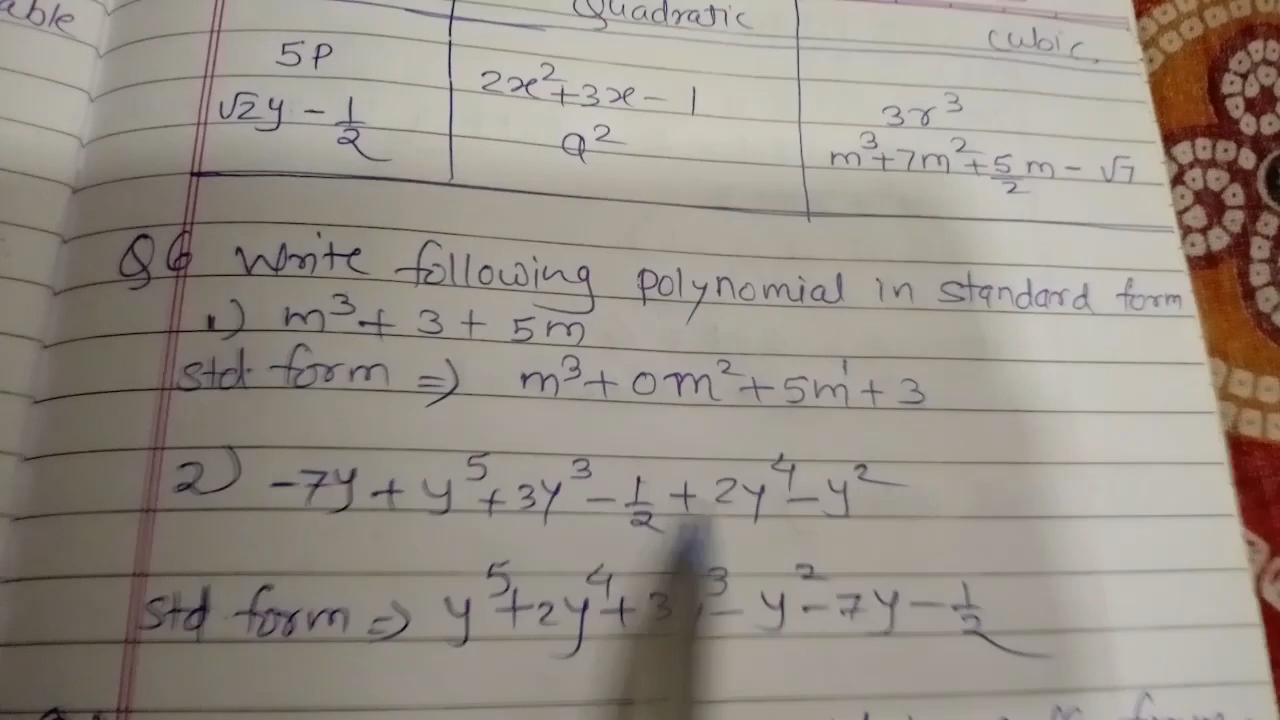 able Quadratic cubic
5P 2x²+3x-1 3r³
√2y - 1/2 Q² m³+7m²+5/2 m - √7
Q6 Write following polynomial in standard form
1) m³ + 3 + 5m
std form ⇒ m³ + 0m² + 5m¹ + 3
2) -7y + y⁵ + 3y³ - 1/2 + 2y⁴ - y²
std form ⇒ y⁵ + 2y⁴ + 3 ³ - y² - 7y - 1/2